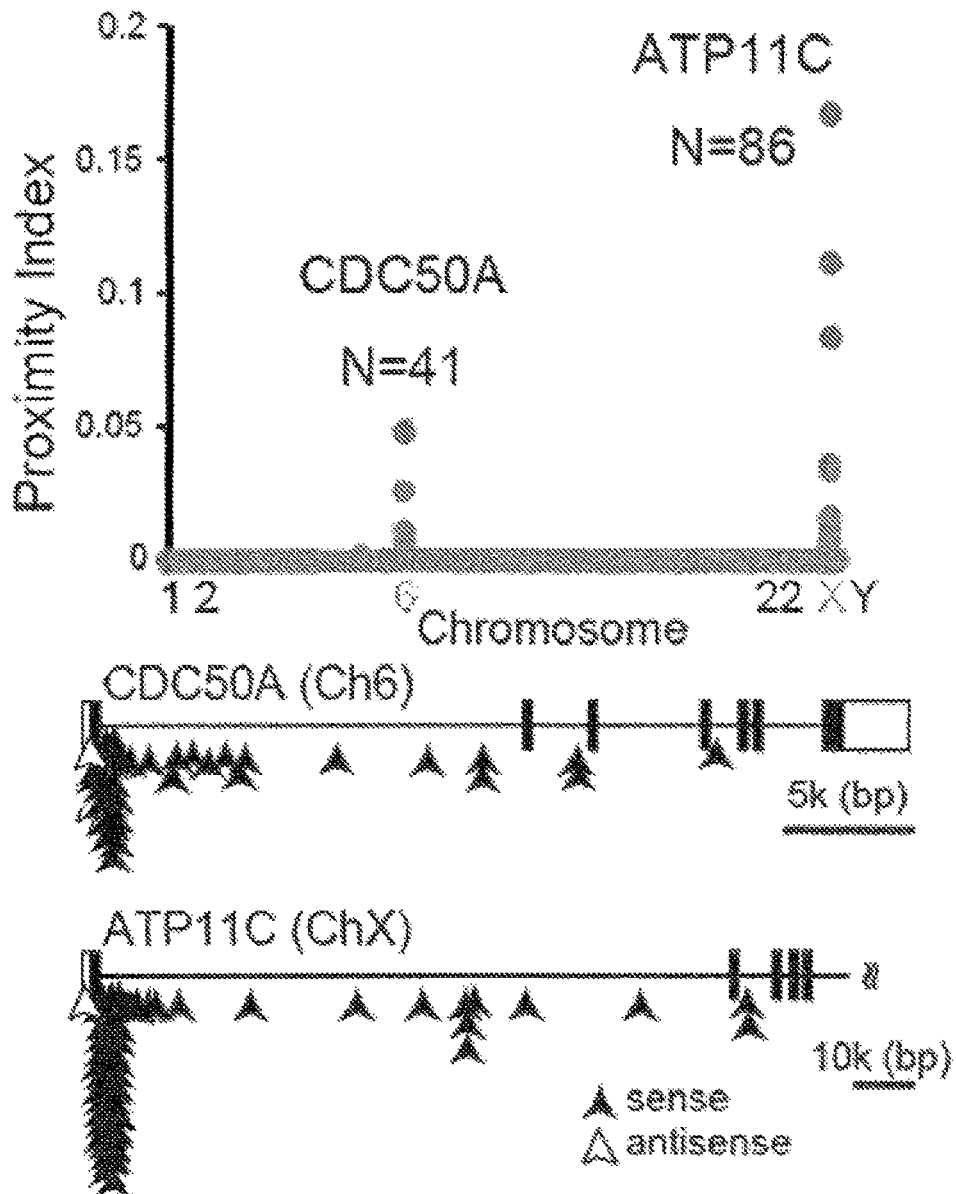 0.2
ATP11C
N=86
0.15
CDC50A
0.1
N=41
0.05
0
Proximity Index
1 2 6 22 X Y
Chromosome
CDC50A (Ch6)
5k (bp)
ATP11C (ChX)
10k (bp)
sense
antisense